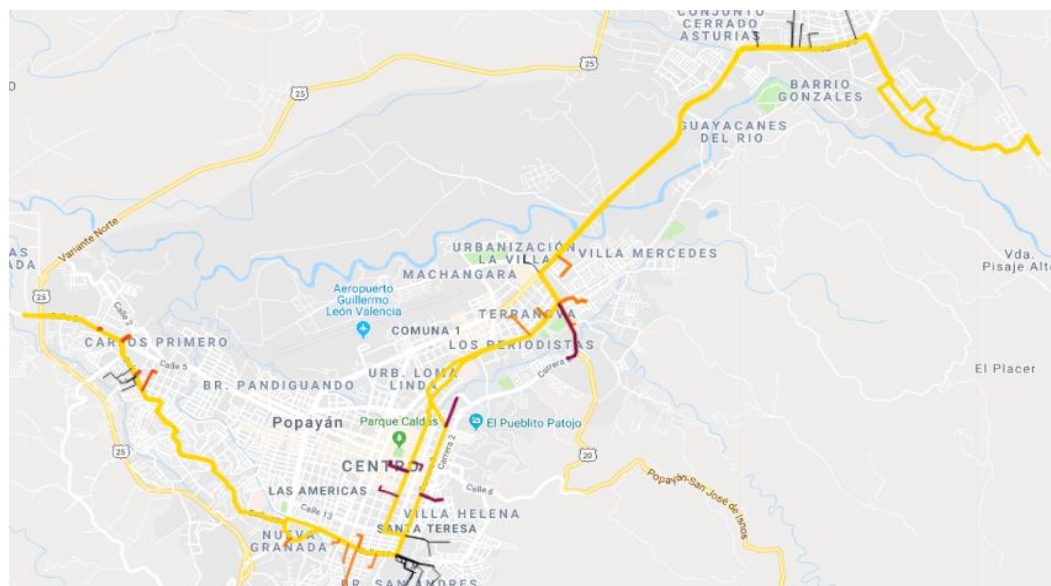 CONJUNTO
CERRADO
ASTURIAS
25
BARRIO
GONZALES
25
GUAYACANES
DEL RIO
Variante Norte
URBANIZACIÓN
LA VILLA
VILLA MERCEDES
Vda.
Pisaje Alto
MACHANGARA
25
Aeropuerto
Guillermo
León Valencia
TERRANOVA
COMUNA 1
LOS PERIODISTAS
Calle 2
CARLOS PRIMERO
Calle 5
Carrera
URB. LOMA
LINDA
BR. PANDIGUANDO
El Placer
Popayán
Parque Caldas
El Pueblito Patojo
Carrera 2
25
20
CENTRO
Calle 6
Popayán-San José de Isnos
LAS AMERICAS
Calle 13
VILLA HELENA
SANTA TERESA
NUEVA
GRANADA
BR. SAN ANDRES